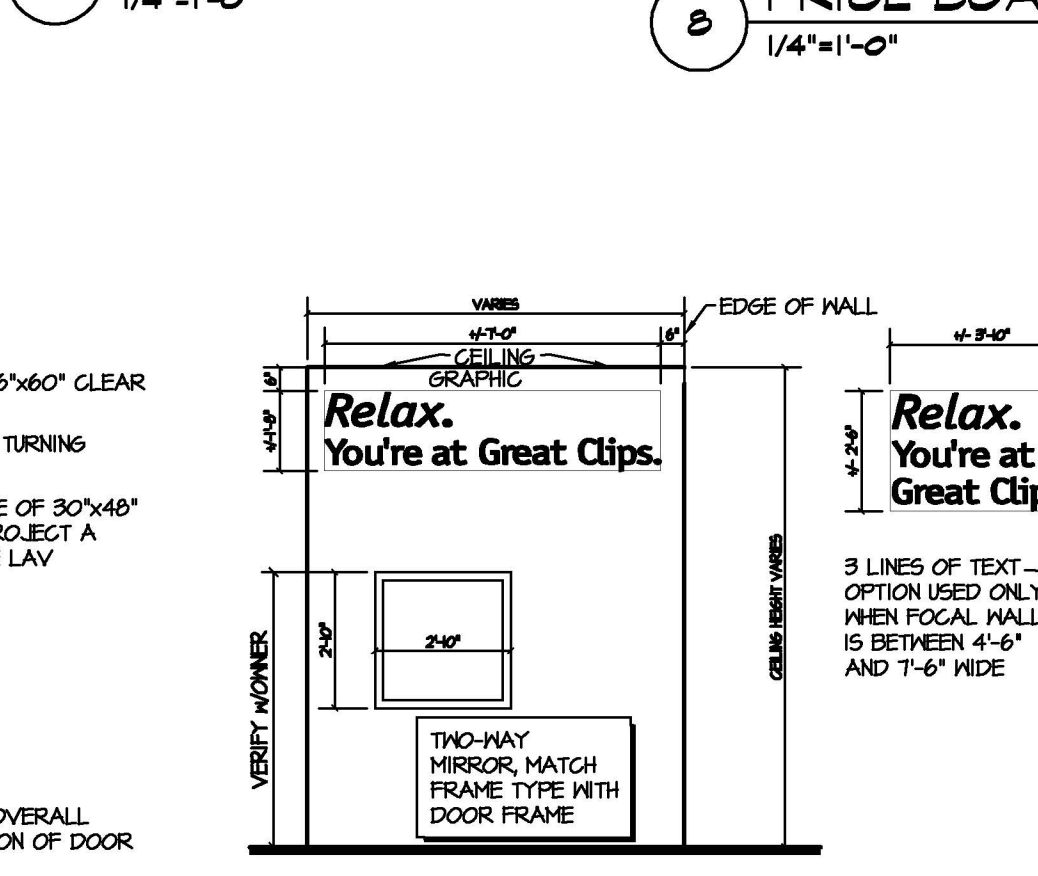 1/4"=1'-0"
8
1/4"=1'-0"
VARIES
EDGE OF WALL
+/-7'-0"
6"
+/- 3'-10"
CEILING
6"
GRAPHIC
6"x60" CLEAR
TURNING
E OF 30"x48"
PROJECT A
LAV
OVERALL
ON OF DOOR
+/-1'-8"
Relax.
You're at Great Clips.
+/- 2'-6"
Relax.
You're at
Great Clip
3 LINES OF TEXT-
OPTION USED ONLY
WHEN FOCAL WALL
IS BETWEEN 4'-6"
AND 7'-6" WIDE
CEILING HEIGHT VARIES
VERIFY W/OWNER
2'-10"
2'-10"
TWO-WAY
MIRROR, MATCH
FRAME TYPE WITH
DOOR FRAME